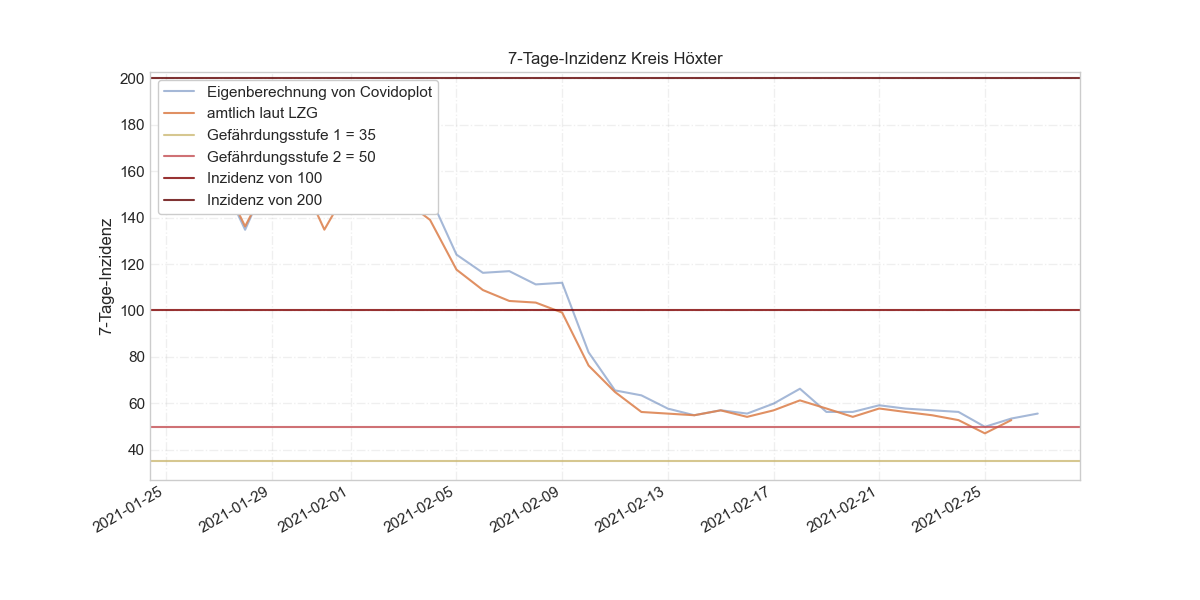 7-Tage-Inzidenz Kreis Höxter
7-Tage-Inzidenz
200
180
160
140
120
100
80
60
40
Eigenberechnung von Covidoplot
amtlich laut LZG
Gefährdungsstufe 1 = 35
Gefährdungsstufe 2 = 50
Inzidenz von 100
Inzidenz von 200
2021-01-25
2021-01-29
2021-02-01
2021-02-05
2021-02-09
2021-02-13
2021-02-17
2021-02-21
2021-02-25